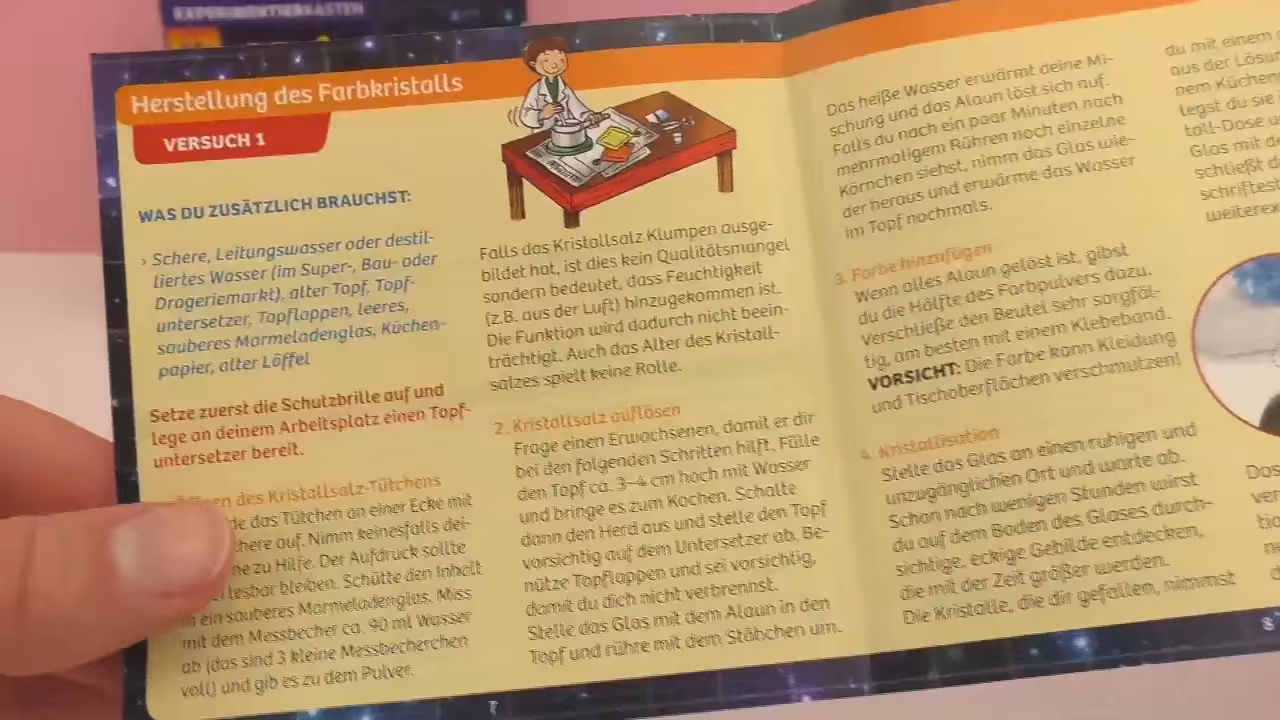 EXPERIMENTIERKASTEN
Herstellung des Farbkristalls
VERSUCH 1
WAS DU ZUSÄTZLICH BRAUCHST:
› Schere, Leitungswasser oder destil-
liertes Wasser (im Super-, Bau- oder
Drogeriemarkt), alter Topf, Topf-
untersetzer, Topflappen, leeres,
sauberes Marmeladenglas, Küchen-
papier, alter Löffel
Setze zuerst die Schutzbrille auf und
lege an deinem Arbeitsplatz einen Topf-
untersetzer bereit.
des Kristallsalz-Tütchens
das Tütchen an einer Ecke mit
auf. Nimm keinesfalls dei-
zu Hilfe. Der Aufdruck sollte
lesbar bleiben. Schütte den Inhalt
ein sauberes Marmeladenglas. Miss
mit dem Messbecher ca. 90 ml Wasser
ab (das sind 3 kleine Messbecherchen
voll) und gib es zu dem Pulver.
Falls das Kristallsalz Klumpen ausge-
bildet hat, ist dies kein Qualitätsmangel
sondern bedeutet, dass Feuchtigkeit
(z.B. aus der Luft) hinzugekommen ist.
Die Funktion wird dadurch nicht beein-
trächtigt. Auch das Alter des Kristall-
salzes spielt keine Rolle.
2. Kristallsalz auflösen
Frage einen Erwachsenen, damit er dir
bei den folgenden Schritten hilft. Fülle
den Topf ca. 3–4 cm hoch mit Wasser
und bringe es zum Kochen. Schalte
dann den Herd aus und stelle den Topf
vorsichtig auf dem Untersetzer ab. Be-
nütze Topflappen und sei vorsichtig,
damit du dich nicht verbrennst.
Stelle das Glas mit dem Alaun in den
Topf und rühre mit dem Stäbchen um.
7
Das heiße Wasser erwärmt deine Mi-
schung und das Alaun löst sich auf.
Falls du nach ein paar Minuten nach
mehrmaligem Rühren noch einzelne
Körnchen siehst, nimm das Glas wie-
der heraus und erwärme das Wasser
im Topf nochmals.
3. Farbe hinzufügen
Wenn alles Alaun gelöst ist, gibst
du die Hälfte des Farbpulvers dazu.
Verschließe den Beutel sehr sorgfäl-
tig, am besten mit einem Klebeband.
VORSICHT: Die Farbe kann Kleidung
und Tischoberflächen verschmutzen!
4. Kristallisation
Stelle das Glas an einen ruhigen und
unzugänglichen Ort und warte ab.
Schon nach wenigen Stunden wirst
du auf dem Boden des Glases durch-
sichtige, eckige Gebilde entdecken,
die mit der Zeit größer werden.
Die Kristalle, die dir gefallen, nimmst
du mit einem
aus der Lösu
nem Küchen
legst du sie
tall-Dose u
Glas mit de
schließt d
schriftest
weiterex
Das
ver
tig
8